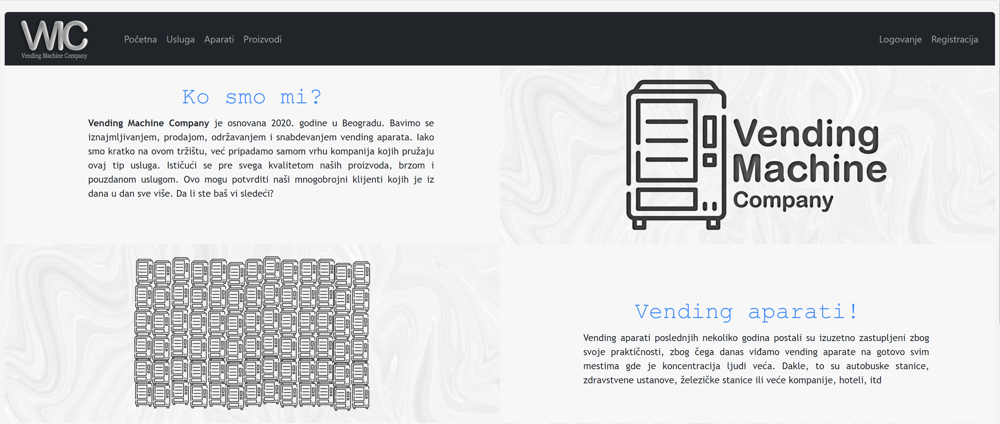 WIC
Vending Machine Company
Početna Usluga Aparati Proizvodi
Logovanje Registracija
Ko smo mi?
Vending Machine Company je osnovana 2020. godine u Beogradu. Bavimo se
iznajmljivanjem, prodajom, održavanjem i snabdevanjem vending aparata. Iako
smo kratko na ovom tržištu, već pripadamo samom vrhu kompanija kojih pružaju
ovaj tip usluga. Ističući se pre svega kvalitetom naših proizvoda, brzom i
pouzdanom uslugom. Ovo mogu potvrditi naši mnogobrojni klijenti kojih je iz
dana u dan sve više. Da li ste baš vi sledeći?
Vending
Machine
Company
Vending aparati!
Vending aparati poslednjih nekoliko godina postali su izuzetno zastupljeni zbog
svoje praktičnosti, zbog čega danas viđamo vending aparate na gotovo svim
mestima gde je koncentracija ljudi veća. Dakle, to su autobuske stanice,
zdravstvene ustanove, železičke stanice ili veće kompanije, hoteli, itd